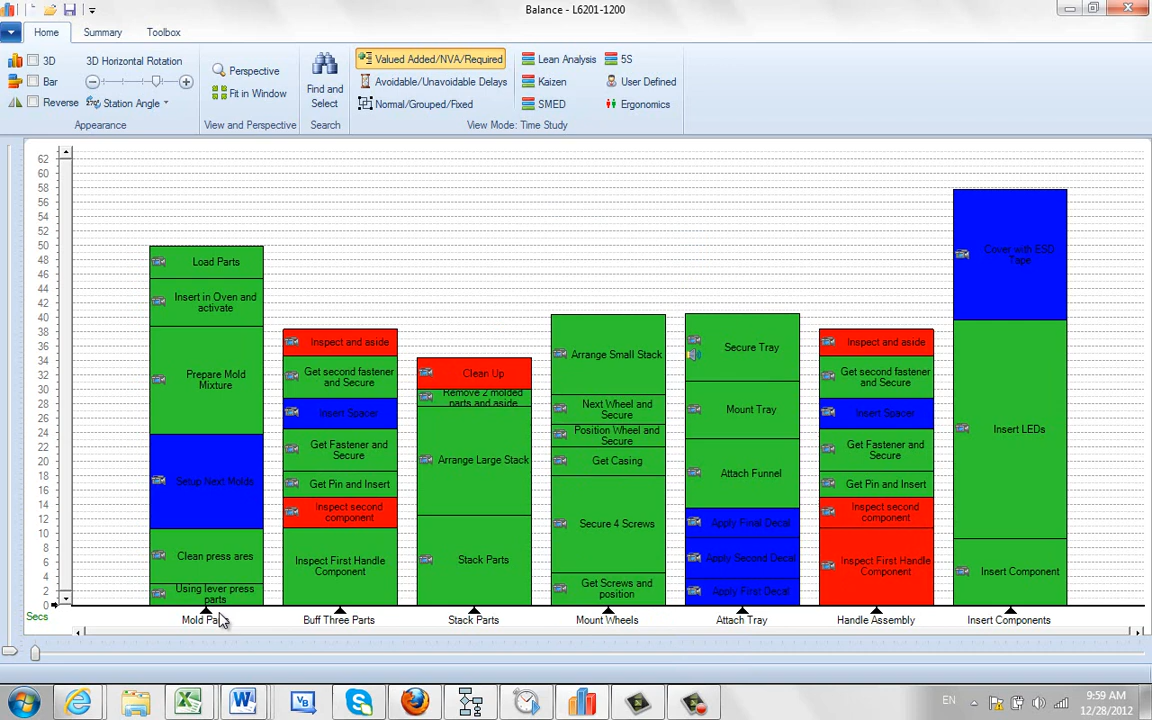 Balance - L6201-1200
Home
Summary
Toolbox
3D
Bar
Reverse
3D Horizontal Rotation
Station Angle
Appearance
Perspective
Fit in Window
View and Perspective
Find and
Select
Search
Valued Added/NVA/Required
Avoidable/Unavoidable Delays
Normal/Grouped/Fixed
Lean Analysis
Kaizen
SMED
5S
User Defined
Ergonomics
View Mode: Time Study
62
60
58
56
54
52
50
48
46
44
42
40
38
36
34
32
30
28
26
24
22
20
18
16
14
12
10
8
6
4
2
0
Secs
Load Parts
Insert in Oven and
activate
Prepare Mold
Mixture
Setup Next Molds
Clean press ares
Using lever press
parts
Inspect and aside
Get second fastener
and Secure
Insert Spacer
Get Fastener and
Secure
Get Pin and Insert
Inspect second
component
Inspect First Handle
Component
Clean Up
Remove 2 molded
parts and aside
Arrange Large Stack
Stack Parts
Arrange Small Stack
Next Wheel and
Secure
Position Wheel and
Secure
Get Casing
Secure 4 Screws
Get Screws and
position
Secure Tray
Mount Tray
Attach Funnel
Apply Final Decal
Apply Second Decal
Apply First Decal
Inspect and aside
Get second fastener
and Secure
Insert Spacer
Get Fastener and
Secure
Get Pin and Insert
Inspect second
component
Inspect First Handle
Component
Cover with ESD
Tape
Insert LEDs
Insert Component
Mold Pa
Buff Three Parts
Stack Parts
Mount Wheels
Attach Tray
Handle Assembly
Insert Components
EN
9:59 AM
12/28/2012